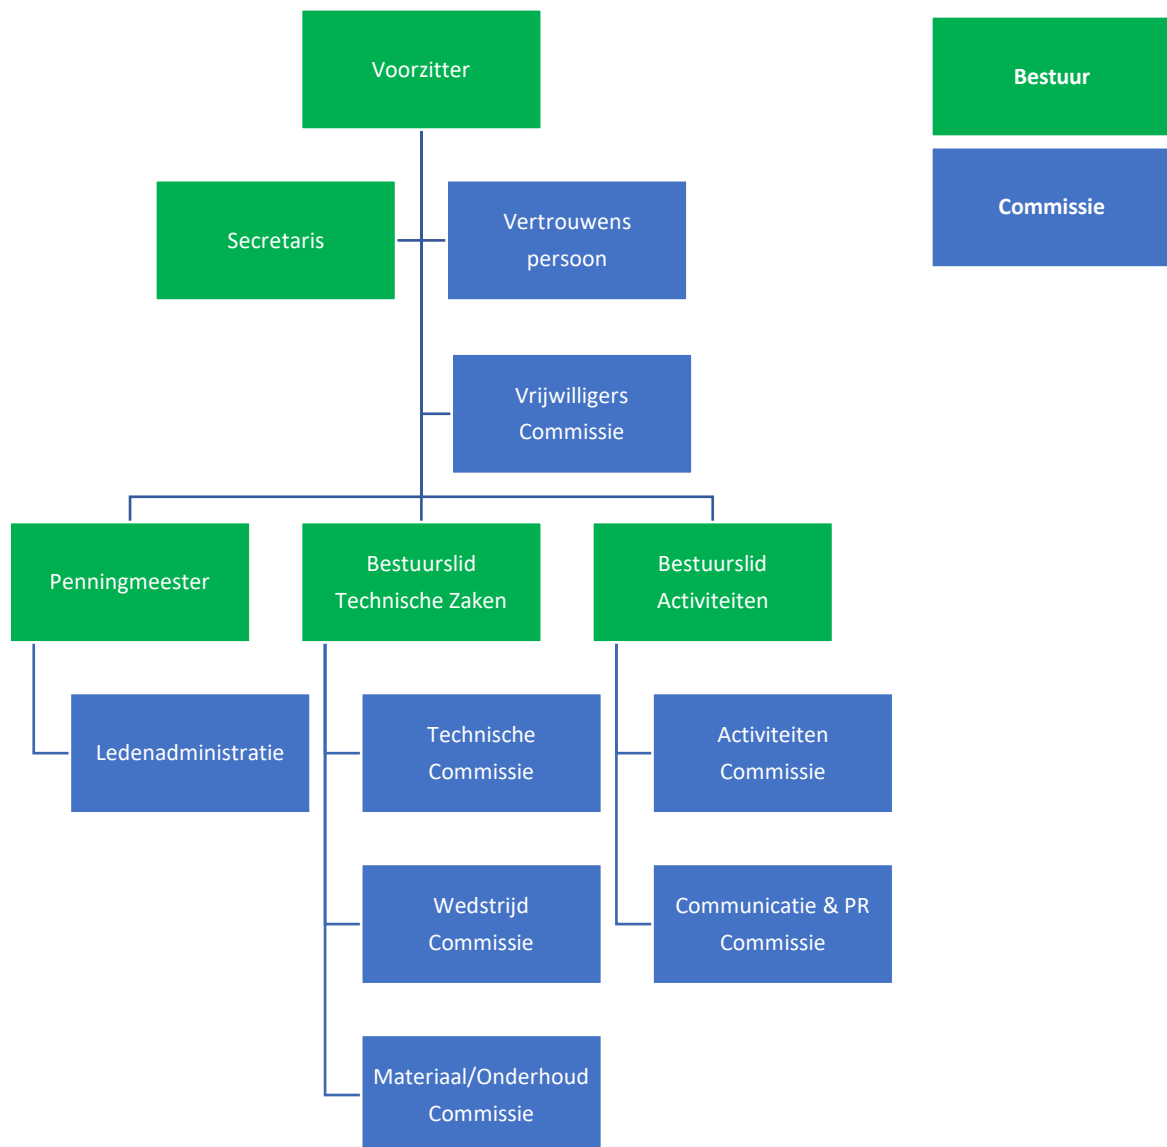 Voorzitter
Bestuur
Commissie
Secretaris
Vertrouwens
persoon
Vrijwilligers
Commissie
Penningmeester
Bestuurslid
Technische Zaken
Bestuurslid
Activiteiten
Ledenadministratie
Technische
Commissie
Activiteiten
Commissie
Wedstrijd
Commissie
Communicatie & PR
Commissie
Materiaal/Onderhoud
Commissie